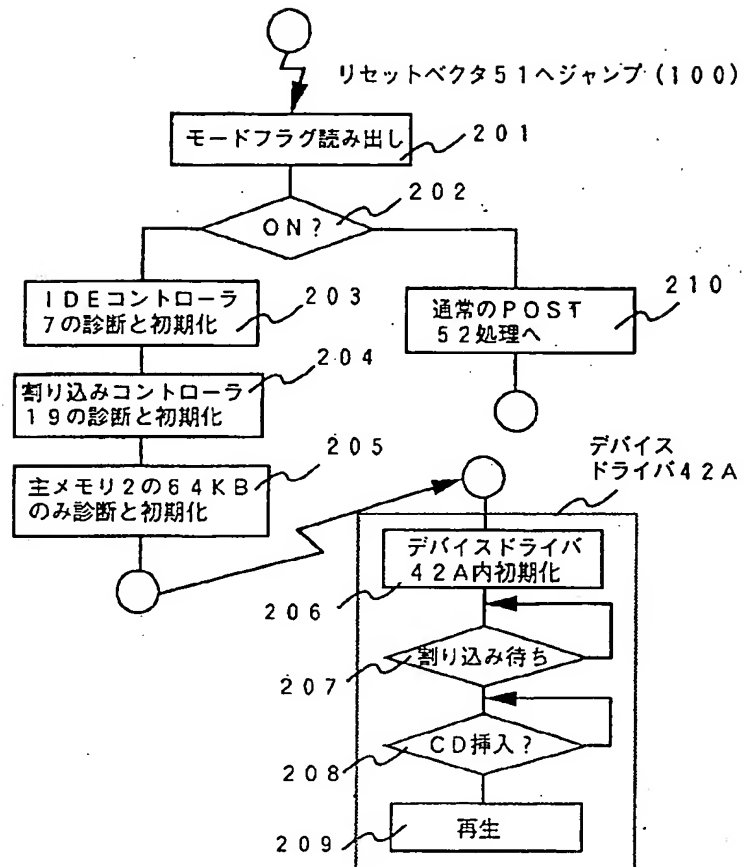 リセットベクタ51へジャンプ(100)
モードフラグ読み出し
201
ON?
202
IDEコントローラ
7の診断と初期化
203
通常のPOST
52処理へ
210
割り込みコントローラ
19の診断と初期化
204
主メモリ2の64KB
のみ診断と初期化
205
デバイス
ドライバ42A
デバイスドライバ
42A内初期化
206
割り込み待ち
207
CD挿入?
208
再生
209